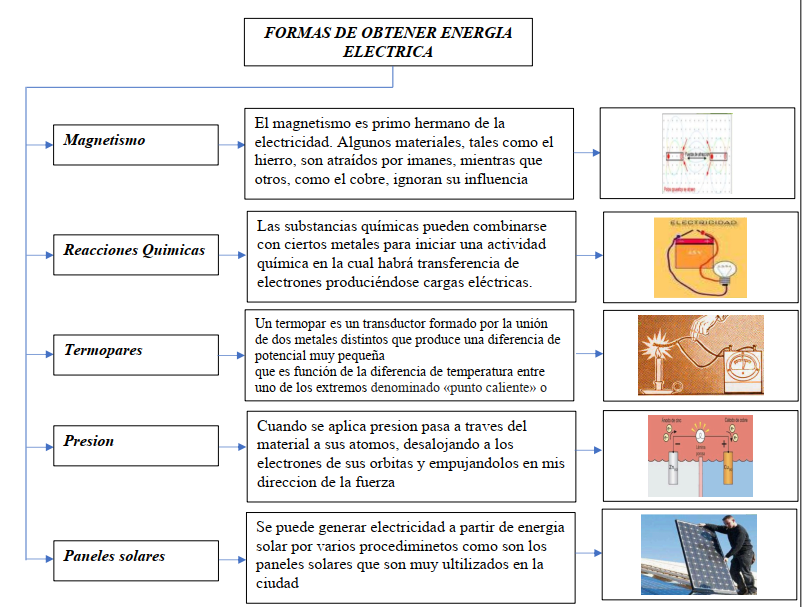 FORMAS DE OBTENER ENERGIA
ELECTRICA
Magnetismo
El magnetismo es primo hermano de la
electricidad. Algunos materiales, tales como el
hierro, son atraídos por imanes, mientras que
otros, como el cobre, ignoran su influencia
Reacciones Quimicas
Las substancias químicas pueden combinarse
con ciertos metales para iniciar una actividad
química en la cual habrá transferencia de
electrones produciéndose cargas eléctricas.
ELECTRICIDAD
Termopares
Un termopar es un transductor formado por la unión
de dos metales distintos que produce una diferencia de
potencial muy pequeña
que es función de la diferencia de temperatura entre
uno de los extremos denominado «punto caliente» o
Presion
Cuando se aplica presion pasa a traves del
material a sus atomos, desalojando a los
electrones de sus orbitas y empujandolos en mis
direccion de la fuerza
Paneles solares
Se puede generar electricidad a partir de energia
solar por varios procediminetos como son los
paneles solares que son muy ultilizados en la
ciudad